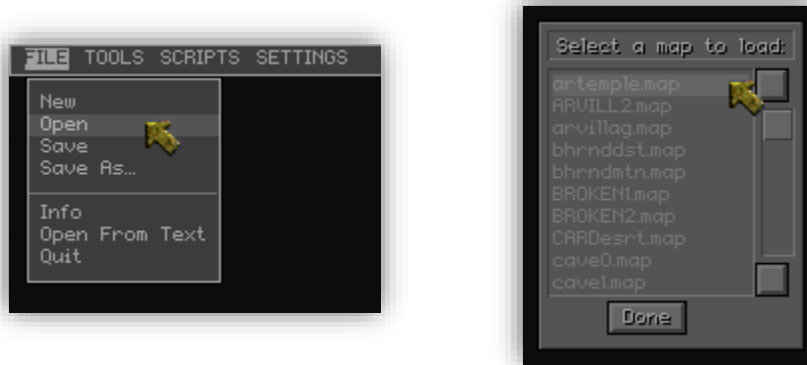 FILE TOOLS SCRIPTS SETTINGS
New
Open
Save
Save As...
Info
Open From Text
Quit
Select a map to load:
artemple.map
ARVILL2.map
arvillag.map
bhrnddst.map
bhrndmtn.map
BROKEN1.map
BROKEN2.map
CARDesrt.map
cave0.map
cave1.map
Done